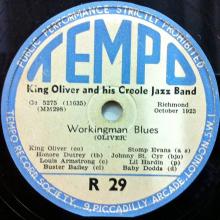 PUBLIC PERFORMANCE STRICTLY PROHIBITED
TEMPO
King Oliver and his Creole Jazz Band
Ge 5275 (11635)
(MM298)
Richmond
October 1923
Workingman Blues
(OLIVER)
King Oliver (co)
Stomp Evans (a s)
Honore Dutrey (tb)
Johnny St. Cyr (bjo)
Louis Armstrong (c)
Lil Hardin (p)
Buster Bailey (cl)
Baby Dodds (d)
R 29
TEMPO RECORD SOCIETY, 9, PICCADILLY ARCADE, LONDON S.W.1